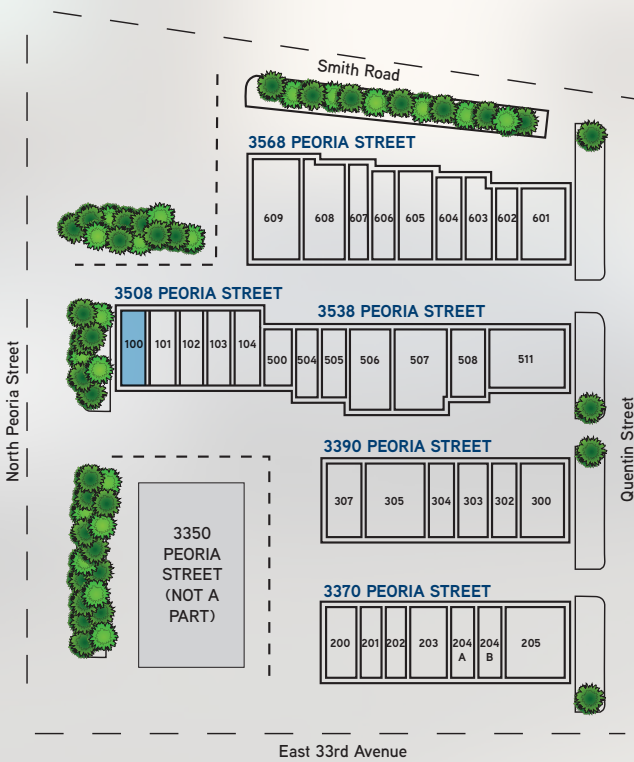 Smith Road
3568 PEORIA STREET
609 608 607 606 605 604 603 602 601
3508 PEORIA STREET
3538 PEORIA STREET
100 101 102 103 104 500 504 505 506 507 508 511
North Peoria Street
Quentin Street
3390 PEORIA STREET
307 305 304 303 302 300
3350
PEORIA
STREET
(NOT A
PART)
3370 PEORIA STREET
200 201 202 203 204 A 204 B 205
East 33rd Avenue